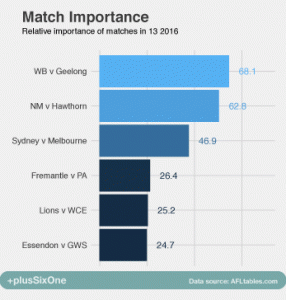 Match Importance
Relative importance of matches in 13 2016
WB v Geelong 68.1
NM v Hawthorn 62.8
Sydney v Melbourne 46.9
Fremantle v PA 26.4
Lions v WCE 25.2
Essendon v GWS 24.7
+plusSixOne Data source: AFLtables.com